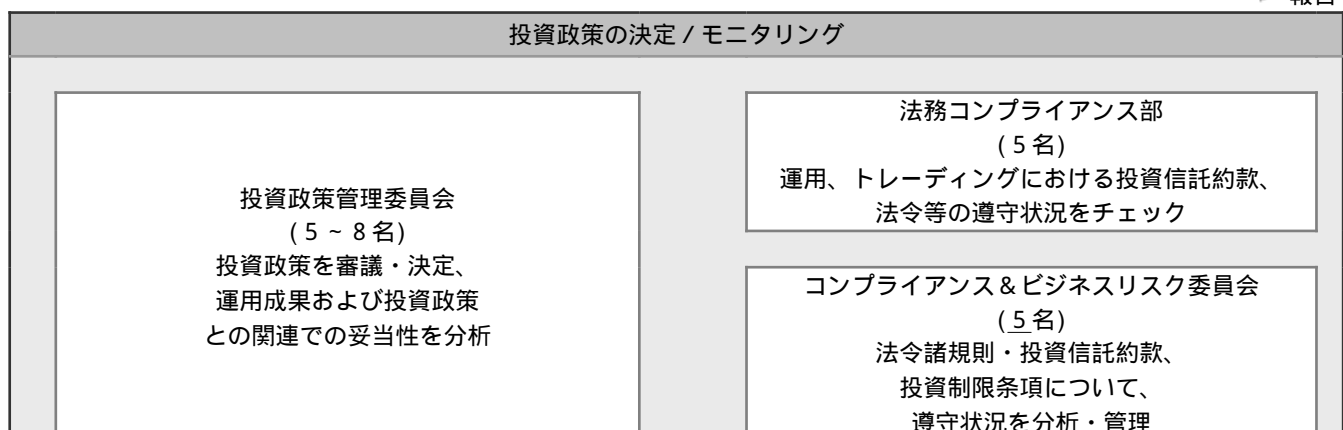 報告
投資政策の決定 / モニタリング
投資政策管理委員会
( 5 ~ 8 名)
投資政策を審議・決定、
運用成果および投資政策
との関連での妥当性を分析
法務コンプライアンス部
( 5 名)
運用、トレーディングにおける投資信託約款、
法令等の遵守状況をチェック
コンプライアンス&ビジネスリスク委員会
( 5 名)
法令諸規則・投資信託約款、
投資制限条項について、
遵守状況を分析・管理